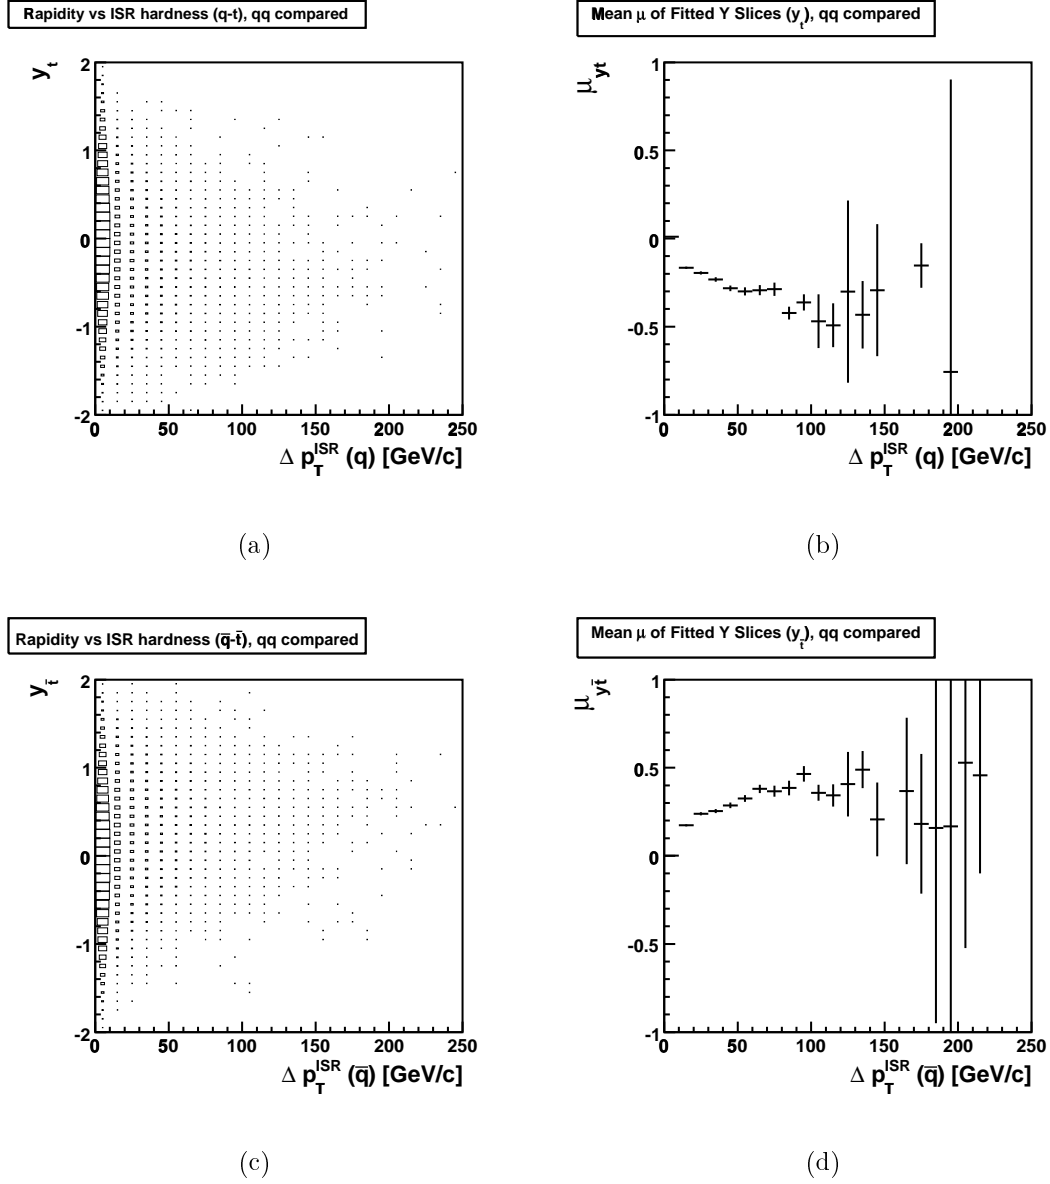 Rapidity vs ISR hardness (q-t), qq compared
y_t
2
1
0
-1
-2
0 50 100 150 200 250
Δ p_T^ISR (q) [GeV/c]
(a)
Mean μ of Fitted Y Slices (y_t), qq compared
μ_yt
1
0.5
0
-0.5
-1
0 50 100 150 200 250
Δ p_T^ISR (q) [GeV/c]
(b)
Rapidity vs ISR hardness (q̅-t̅), qq compared
y_t̅
2
1
0
-1
-2
0 50 100 150 200 250
Δ p_T^ISR (q̅) [GeV/c]
(c)
Mean μ of Fitted Y Slices (y_t̅), qq compared
μ_yt̅
1
0.5
0
-0.5
-1
0 50 100 150 200 250
Δ p_T^ISR (q̅) [GeV/c]
(d)